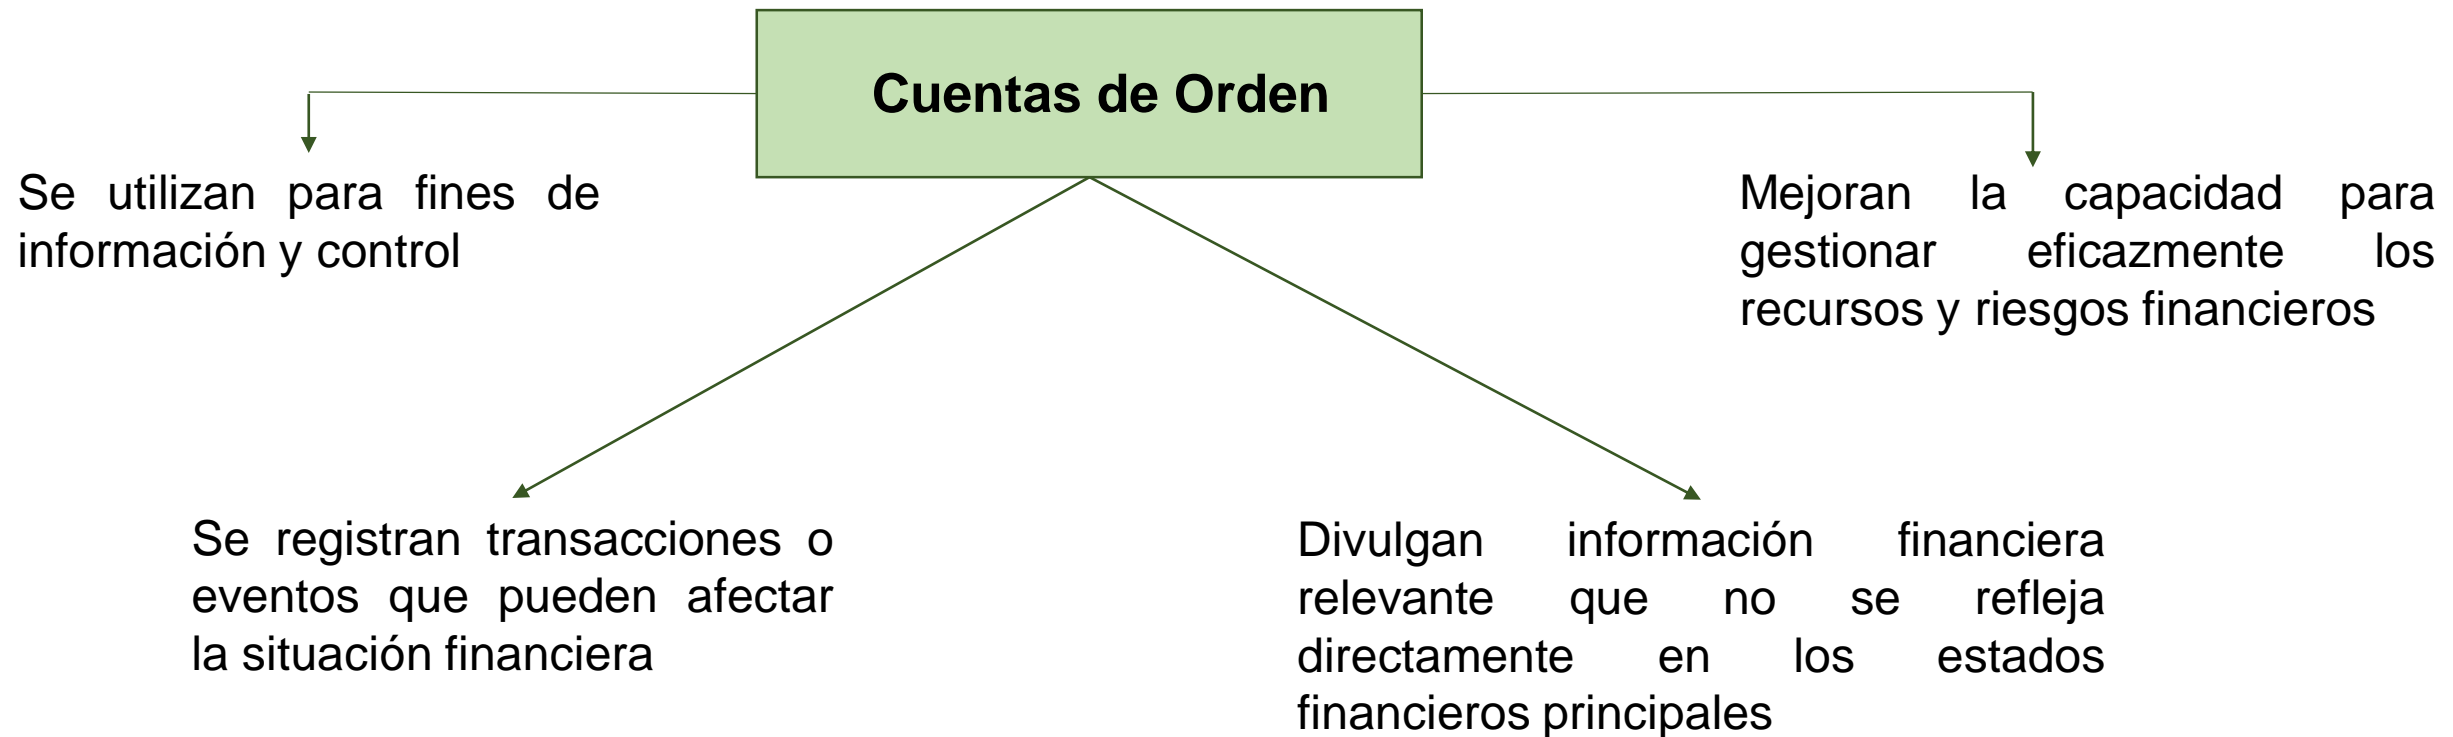 Cuentas de Orden
Se utilizan para fines de
información y control
Mejoran la capacidad para
gestionar eficazmente los
recursos y riesgos financieros
Se registran transacciones o
eventos que pueden afectar
la situación financiera
Divulgan información financiera
relevante que no se refleja
directamente en los estados
financieros principales